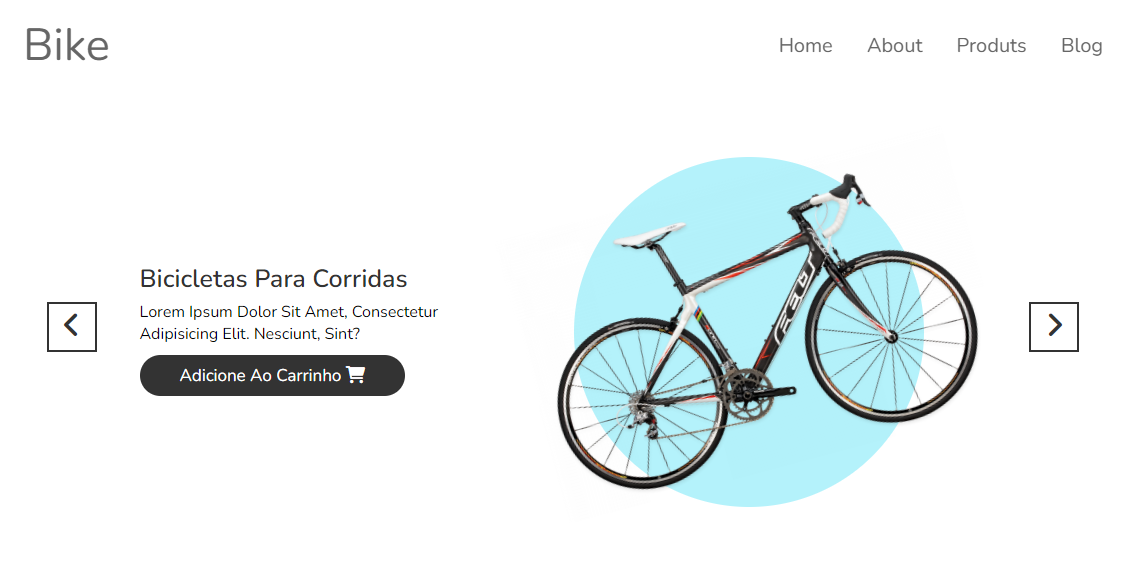 Bike
Home About Produts Blog
Bicicletas Para Corridas
Lorem Ipsum Dolor Sit Amet, Consectetur
Adipisicing Elit. Nesciunt, Sint?
Adicione Ao Carrinho
FELT